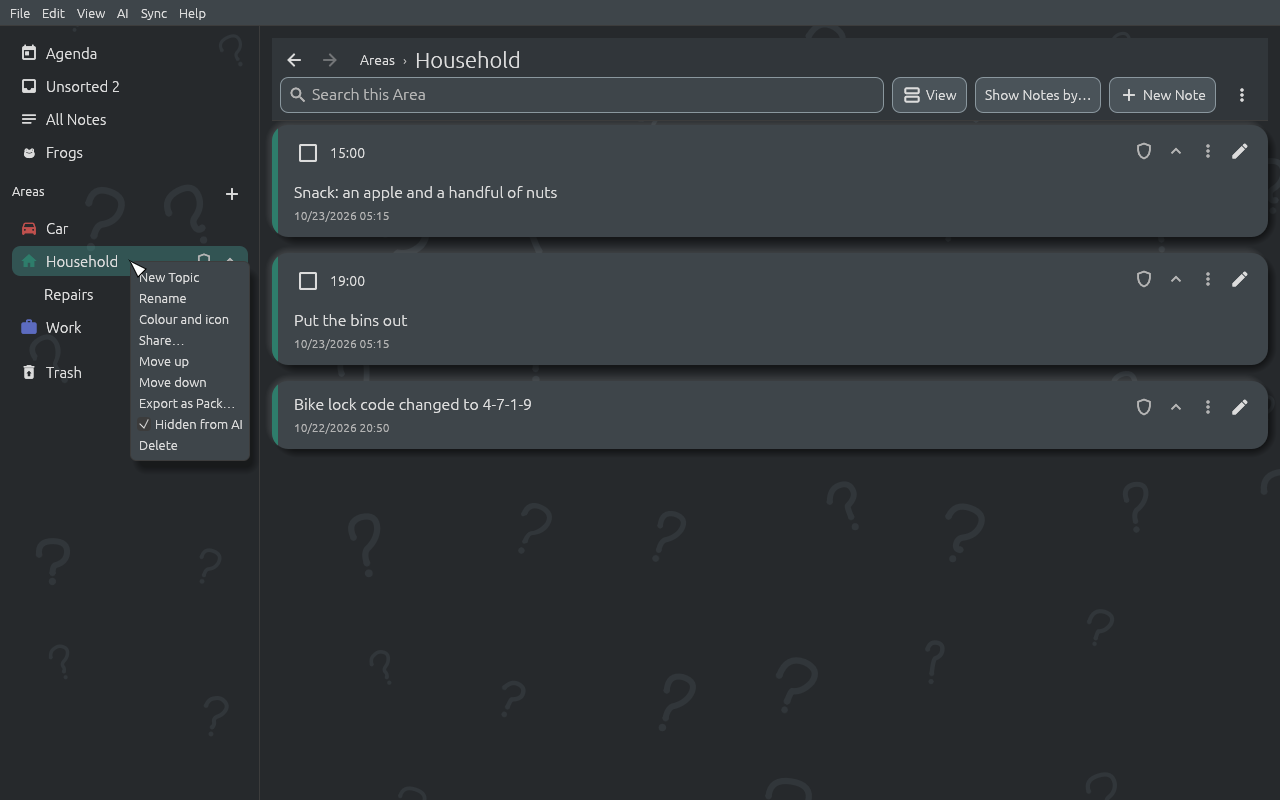 File Edit View AI Sync Help
Agenda
Unsorted 2
All Notes
Frogs
Areas
Car
Household
Repairs
Work
Trash
New Topic
Rename
Colour and icon
Share…
Move up
Move down
Export as Pack…
Hidden from AI
Delete
Areas › Household
Search this Area
View
Show Notes by…
New Note
15:00
Snack: an apple and a handful of nuts
10/23/2026 05:15
19:00
Put the bins out
10/23/2026 05:15
Bike lock code changed to 4-7-1-9
10/22/2026 20:50